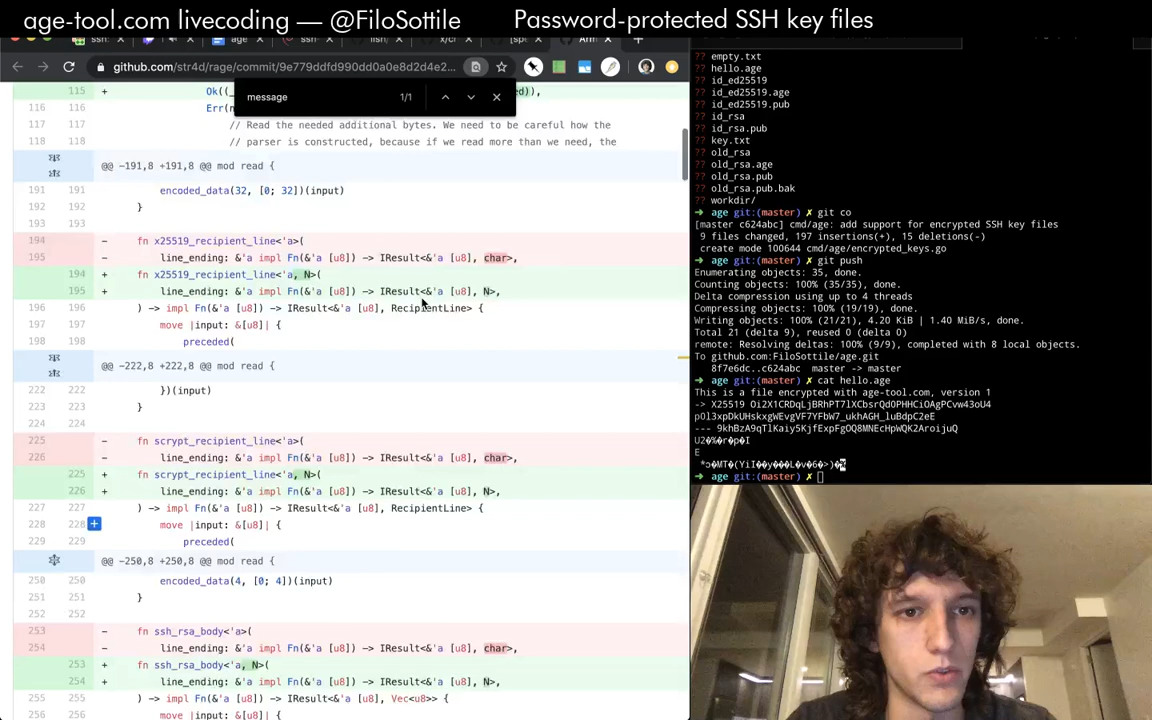 age-tool.com livecoding — @FiloSottile
Password-protected SSH key files
github.com/str4d/rage/commit/9e779ddfd990dd0a0e8d2d4e2...
message
1/1
115 + Ok((
116 116 Err(
117 117 // Read the needed additional bytes. We need to be careful how the
118 118 // parser is constructed, because if we read more than we need, the
@@ -191,8 +191,8 @@ mod read {
191 191 encoded_data(32, [0; 32])(input)
192 192 }
193 193
194 - fn x25519_recipient_line<'a>(
195 - line_ending: &'a impl Fn(&'a [u8]) -> IResult<&'a [u8], char>,
194 + fn x25519_recipient_line<'a, N>(
195 + line_ending: &'a impl Fn(&'a [u8]) -> IResult<&'a [u8], N>,
196 196 ) -> impl Fn(&'a [u8]) -> IResult<&'a [u8], RecipientLine> {
197 197 move |input: &[u8]| {
198 198 preceded(
@@ -222,8 +222,8 @@ mod read {
222 222 })(input)
223 223 }
224 224
225 - fn scrypt_recipient_line<'a>(
226 - line_ending: &'a impl Fn(&'a [u8]) -> IResult<&'a [u8], char>,
225 + fn scrypt_recipient_line<'a, N>(
226 + line_ending: &'a impl Fn(&'a [u8]) -> IResult<&'a [u8], N>,
227 227 ) -> impl Fn(&'a [u8]) -> IResult<&'a [u8], RecipientLine> {
228 228 move |input: &[u8]| {
229 229 preceded(
@@ -250,8 +250,8 @@ mod read {
250 250 encoded_data(4, [0; 4])(input)
251 251 }
252 252
253 - fn ssh_rsa_body<'a>(
254 - line_ending: &'a impl Fn(&'a [u8]) -> IResult<&'a [u8], char>,
253 + fn ssh_rsa_body<'a, N>(
254 + line_ending: &'a impl Fn(&'a [u8]) -> IResult<&'a [u8], N>,
255 255 ) -> impl Fn(&'a [u8]) -> IResult<&'a [u8], Vec<u8>> {
256 256 move |input: &[u8]| {
?? empty.txt
?? hello.age
?? id_ed25519
?? id_ed25519.age
?? id_ed25519.pub
?? id_rsa
?? id_rsa.pub
?? key.txt
?? old_rsa
?? old_rsa.age
?? old_rsa.pub
?? old_rsa.pub.bak
?? workdir/
➜ age git:(master) ✗ git co
[master c624abc] cmd/age: add support for encrypted SSH key files
9 files changed, 197 insertions(+), 15 deletions(-)
create mode 100644 cmd/age/encrypted_keys.go
➜ age git:(master) ✗ git push
Enumerating objects: 35, done.
Counting objects: 100% (35/35), done.
Delta compression using up to 4 threads
Compressing objects: 100% (19/19), done.
Writing objects: 100% (21/21), 4.20 KiB | 1.40 MiB/s, done.
Total 21 (delta 9), reused 0 (delta 0)
remote: Resolving deltas: 100% (9/9), completed with 8 local objects.
To github.com:FiloSottile/age.git
8f7e6dc..c624abc master -> master
➜ age git:(master) ✗ cat hello.age
This is a file encrypted with age-tool.com, version 1
-> X25519 Oi2X1CRDqLjBRhPT7lXCbsrQd0PHHCiOAgPCvw43oU4
p0l3xpDUHskxgWEvgVF7YFbW7_ukhAGH_luBdpC2eE
--- 9khBzA9qTlKaiy5KjfExpFgOQ8MNEcHpWQK2AroijuQ
E
➜ age git:(master) ✗